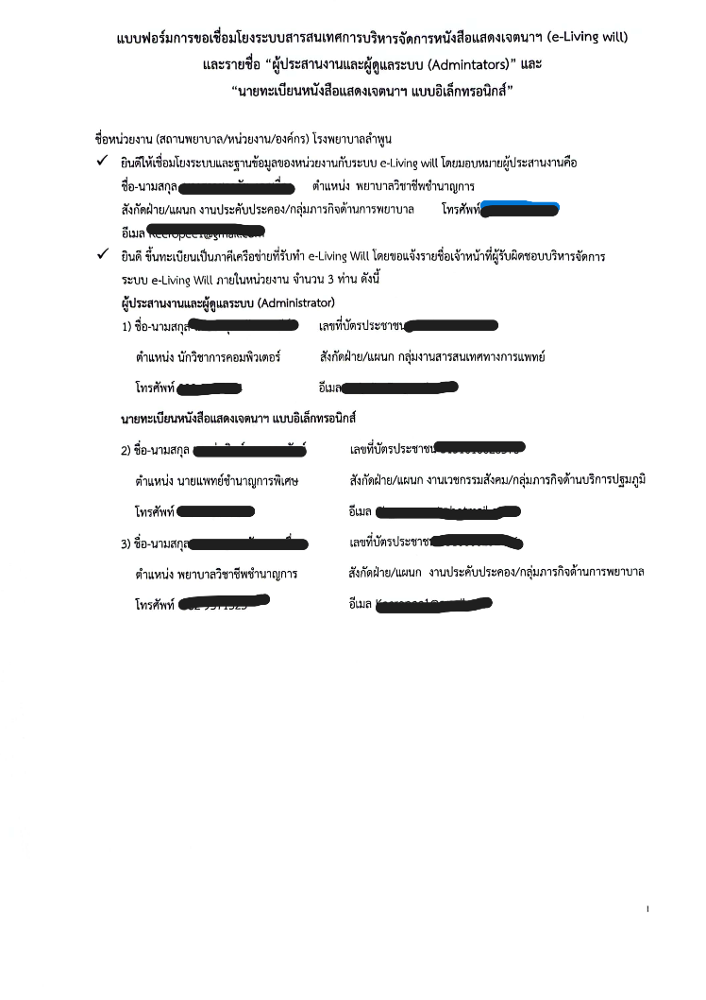 แบบฟอร์มการขอเชื่อมโยงระบบสารสนเทศการบริหารจัดการหนังสือแสดงเจตนาฯ (e-Living will)
และรายชื่อ “ผู้ประสานงานและผู้ดูแลระบบ (Admintators)” และ
“นายทะเบียนหนังสือแสดงเจตนาฯ แบบอิเล็กทรอนิกส์”
ชื่อหน่วยงาน (สถานพยาบาล/หน่วยงาน/องค์กร) โรงพยาบาลลำพูน
✓ ยินดีให้เชื่อมโยงระบบและฐานข้อมูลของหน่วยงานกับระบบ e-Living will โดยมอบหมายผู้ประสานงานคือ
ชื่อ-นามสกุล ตำแหน่ง พยาบาลวิชาชีพชำนาญการ
สังกัดฝ่าย/แผนก งานประคับประคอง/กลุ่มภารกิจด้านการพยาบาล โทรศัพท์
อีเมล
✓ ยินดี ขึ้นทะเบียนเป็นภาคีเครือข่ายที่รับทำ e-Living Will โดยขอแจ้งรายชื่อเจ้าหน้าที่ผู้รับผิดชอบบริหารจัดการ
ระบบ e-Living Will ภายในหน่วยงาน จำนวน 3 ท่าน ดังนี้
ผู้ประสานงานและผู้ดูแลระบบ (Administrator)
1) ชื่อ-นามสกุล เลขที่บัตรประชาชน
ตำแหน่ง นักวิชาการคอมพิวเตอร์ สังกัดฝ่าย/แผนก กลุ่มงานสารสนเทศทางการแพทย์
โทรศัพท์ อีเมล
นายทะเบียนหนังสือแสดงเจตนาฯ แบบอิเล็กทรอนิกส์
2) ชื่อ-นามสกุล เลขที่บัตรประชาชน
ตำแหน่ง นายแพทย์ชำนาญการพิเศษ สังกัดฝ่าย/แผนก งานเวชกรรมสังคม/กลุ่มภารกิจด้านบริการปฐมภูมิ
โทรศัพท์ อีเมล
3) ชื่อ-นามสกุล เลขที่บัตรประชาชน
ตำแหน่ง พยาบาลวิชาชีพชำนาญการ สังกัดฝ่าย/แผนก งานประคับประคอง/กลุ่มภารกิจด้านการพยาบาล
โทรศัพท์ อีเมล